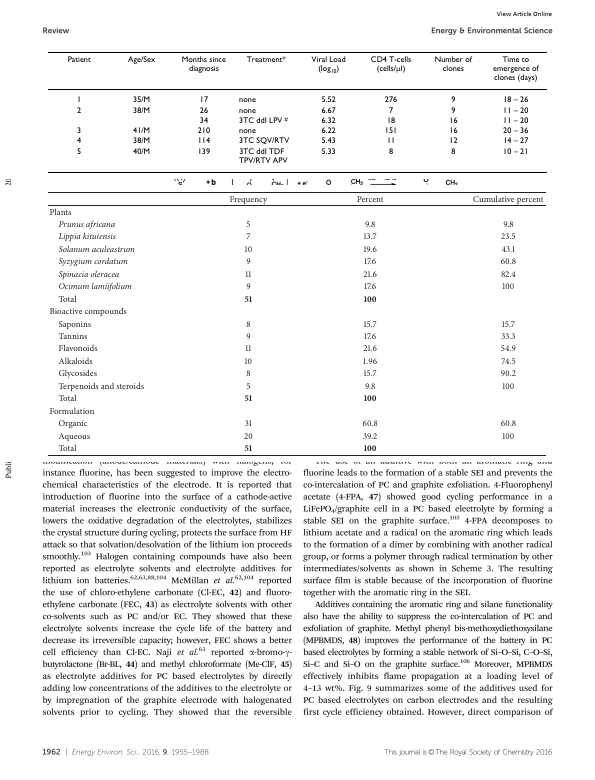 View Article Online
Review Energy & Environmental Science
Patient Age/Sex Months since diagnosis Treatment* Viral Load (log10) CD4 T-cells (cells/μl) Number of clones Time to emergence of clones (days)
1 35/M 17 none 5.52 276 9 18 – 26
2 38/M 26 none 6.67 7 9 11 – 20
34 3TC ddI LPV # 6.32 18 16 11 – 20
3 41/M 210 none 6.22 151 16 20 – 36
4 38/M 114 3TC SQV/RTV 5.43 11 12 14 – 27
5 40/M 139 3TC ddI TDF TPV/RTV APV 5.33 8 8 10 – 21
Frequency Percent Cumulative percent
Plants
Prunus africana 5 9.8 9.8
Lippia kituiensis 7 13.7 23.5
Solanum aculeastrum 10 19.6 43.1
Syzygium cordatum 9 17.6 60.8
Spinacia oleracea 11 21.6 82.4
Ocimum lamiifolium 9 17.6 100
Total 51 100
Bioactive compounds
Saponins 8 15.7 15.7
Tannins 9 17.6 33.3
Flavonoids 11 21.6 54.9
Alkaloids 10 1.96 74.5
Glycosides 8 15.7 90.2
Terpenoids and steroids 5 9.8 100
Total 51 100
Formulation
Organic 31 60.8 60.8
Aqueous 20 39.2 100
Total 51 100
instance fluorine, has been suggested to improve the electro-
chemical characteristics of the electrode. It is reported that
introduction of fluorine into the surface of a cathode-active
material increases the electronic conductivity of the surface,
lowers the oxidative degradation of the electrolytes, stabilizes
the crystal structure during cycling, protects the surface from HF
attack so that solvation/desolvation of the lithium ion proceeds
smoothly.103 Halogen containing compounds have also been
reported as electrolyte solvents and electrolyte additives for
lithium ion batteries.62,63,88,104 McMillan et al.62,104 reported
the use of chloro-ethylene carbonate (Cl-EC, 42) and fluoro-
ethylene carbonate (FEC, 43) as electrolyte solvents with other
co-solvents such as PC and/or EC. They showed that these
electrolyte solvents increase the cycle life of the battery and
decrease its irreversible capacity; however, FEC shows a better
cell efficiency than Cl-EC. Naji et al.63 reported α-bromo-γ-
butyrolactone (Br-BL, 44) and methyl chloroformate (Me-ClF, 45)
as electrolyte additives for PC based electrolytes by directly
adding low concentrations of the additives to the electrolyte or
by impregnation of the graphite electrode with halogenated
solvents prior to cycling. They showed that the reversible
fluorine leads to the formation of a stable SEI and prevents the
co-intercalation of PC and graphite exfoliation. 4-Fluorophenyl
acetate (4-FPA, 47) showed good cycling performance in a
LiFePO4/graphite cell in a PC based electrolyte by forming a
stable SEI on the graphite surface.105 4-FPA decomposes to
lithium acetate and a radical on the aromatic ring which leads
to the formation of a dimer by combining with another radical
group, or forms a polymer through radical termination by other
intermediates/solvents as shown in Scheme 3. The resulting
surface film is stable because of the incorporation of fluorine
together with the aromatic ring in the SEI.
Additives containing the aromatic ring and silane functionality
also have the ability to suppress the co-intercalation of PC and
exfoliation of graphite. Methyl phenyl bis-methoxydiethoxysilane
(MPBMDS, 48) improves the performance of the battery in PC
based electrolytes by forming a stable network of Si–O–Si, C–O–Si,
Si–C and Si–O on the graphite surface.106 Moreover, MPBMDS
effectively inhibits flame propagation at a loading level of
4–13 wt%. Fig. 9 summarizes some of the additives used for
PC based electrolytes on carbon electrodes and the resulting
first cycle efficiency obtained. However, direct comparison of
1962 | Energy Environ. Sci., 2016, 9, 1955–1988 This journal is © The Royal Society of Chemistry 2016
Publi